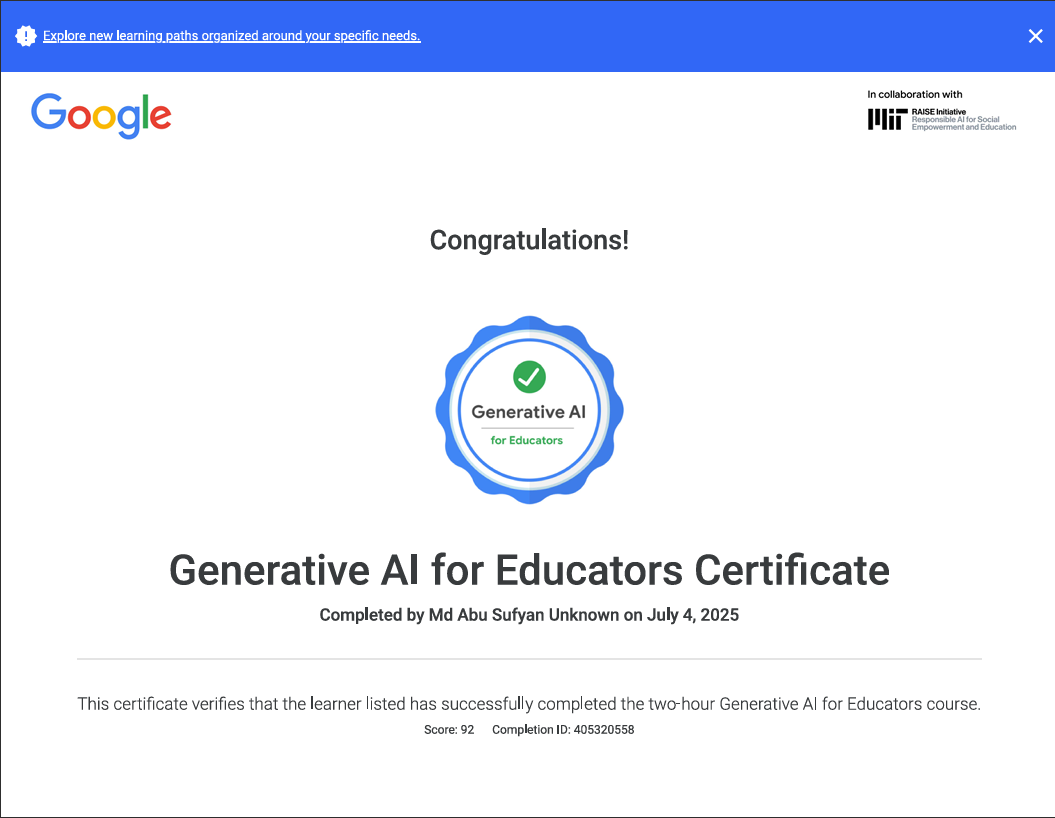 Explore new learning paths organized around your specific needs.
Google
In collaboration with
MIT
RAISE Initiative
Responsible AI for Social
Empowerment and Education
Congratulations!
Generative AI
for Educators
Generative AI for Educators Certificate
Completed by Md Abu Sufyan Unknown on July 4, 2025
This certificate verifies that the learner listed has successfully completed the two-hour Generative AI for Educators course.
Score: 92 Completion ID: 405320558